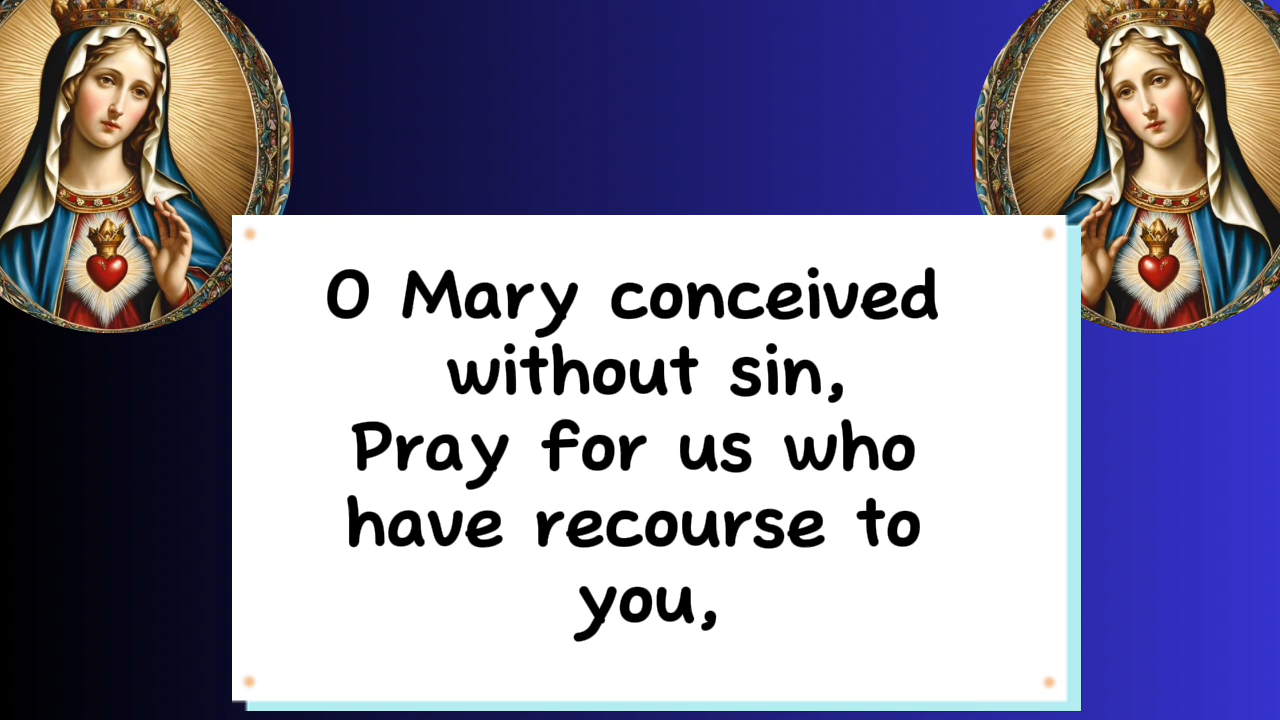 O Mary conceived
without sin,
Pray for us who
have recourse to
you,